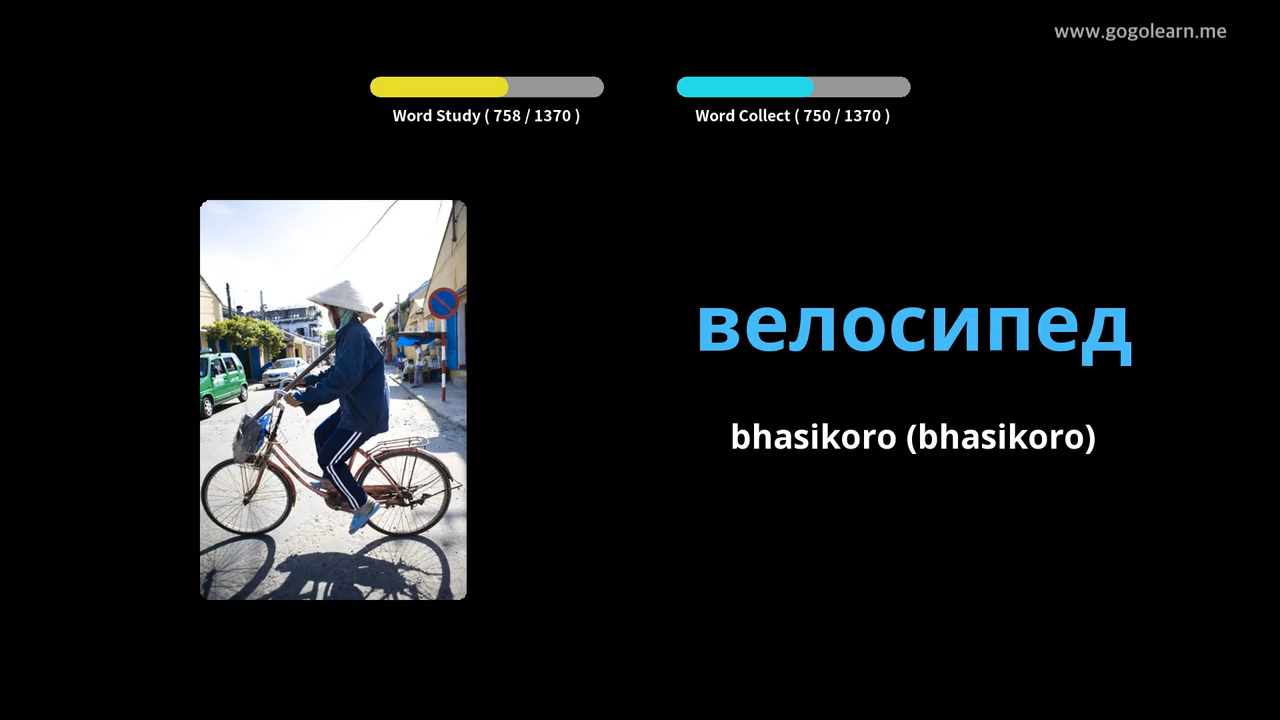 www.gogolearn.me
Word Study ( 758 / 1370 )
Word Collect ( 750 / 1370 )
велосипед
bhasikoro (bhasikoro)